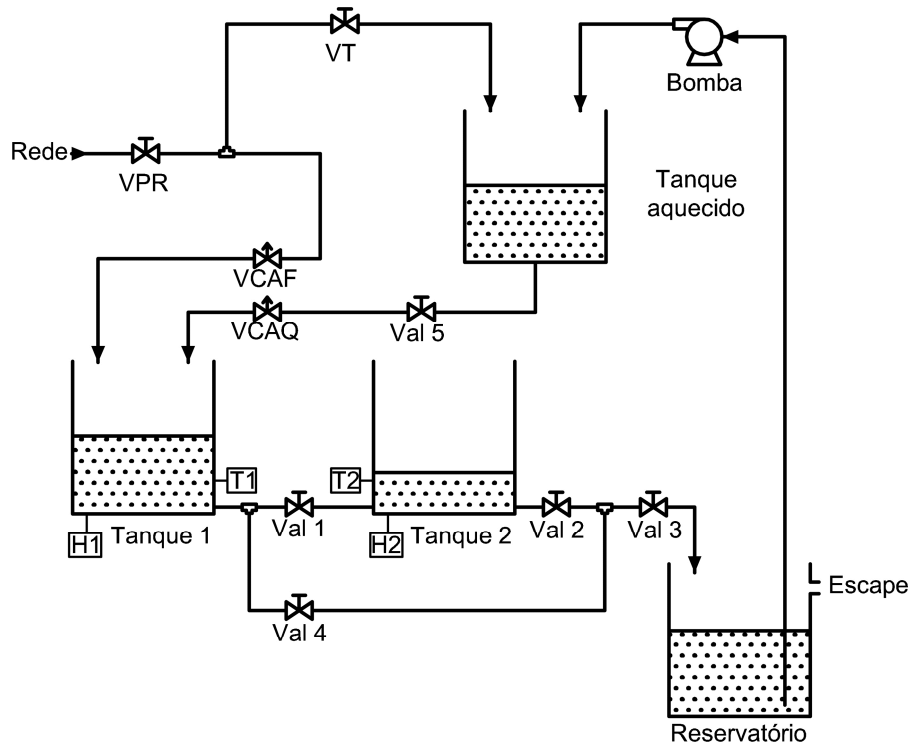 VT
Bomba
Rede
VPR
Tanque
aquecido
VCAF
VCAQ
Val 5
T1
T2
H1
Tanque 1
Val 1
H2
Tanque 2
Val 2
Val 3
Val 4
Escape
Reservatório